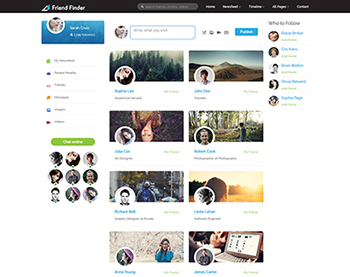 Friend Finder
Home
Newsfeed
Timeline
All Pages
Contact
Sarah Cruiz
Write what you wish
Publish
My Newsfeed
People Nearby
Friends
Messages
Images
Videos
Chat online
Sophia Lee
My Friend
Student at Harvard
John Doe
My Friend
Traveler
Julia Cox
My Friend
Art Designer
Robert Cook
My Friend
Photographer at Photography
Richard Bell
My Friend
Graphic Designer at Envato
Linda Lohan
My Friend
Software Engineer
Anna Young
My Friend
James Carter
My Friend
Who to Follow
Diana Amber
Add friend
Cris Haris
Add friend
Brian Walton
Add friend
Olivia Steward
Add friend
Sophia Page
Add friend